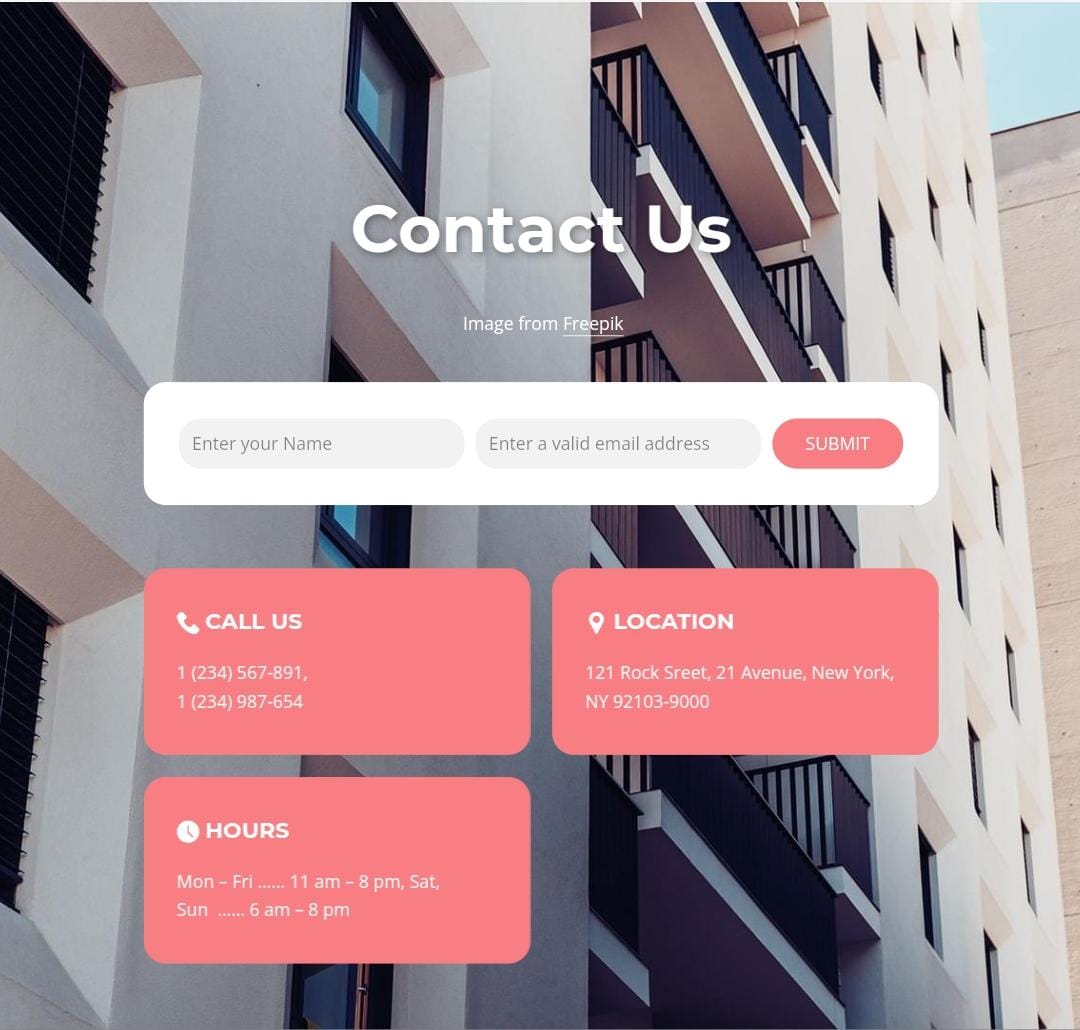 Contact Us
Image from Freepik
Enter your Name
Enter a valid email address
SUBMIT
CALL US
1 (234) 567-891,
1 (234) 987-654
LOCATION
121 Rock Sreet, 21 Avenue, New York,
NY 92103-9000
HOURS
Mon – Fri ...... 11 am – 8 pm, Sat,
Sun  ...... 6 am – 8 pm